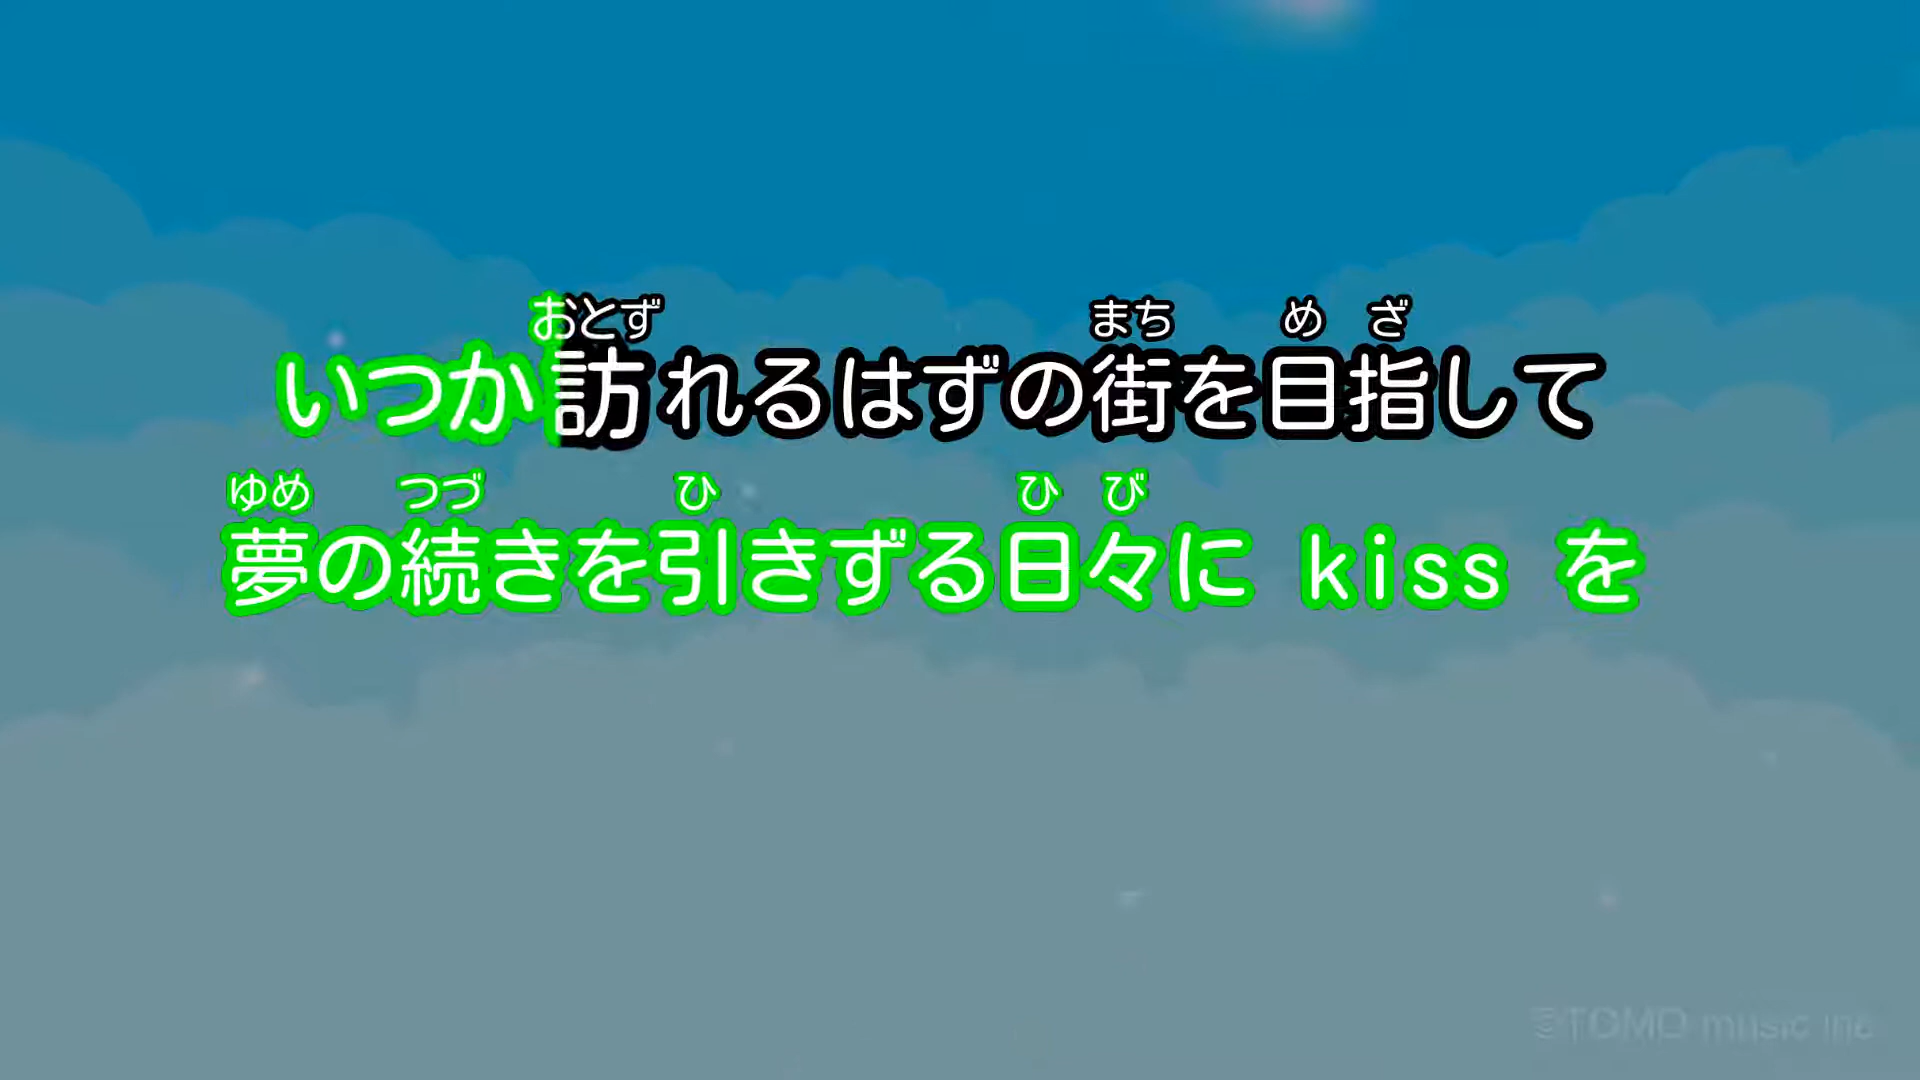 おとず まち め ざ
いつか訪れるはずの街を目指して
ゆめ つづ ひ ひ び
夢の続きを引きずる日々に kiss を
music inc